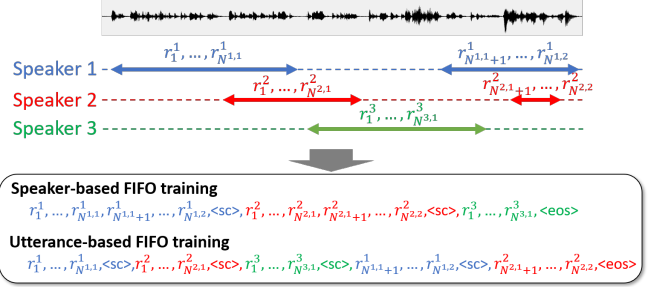 Speaker 1 r_1^1, ..., r_{N^{1,1}}^1 r_{N^{1,1}+1}^1, ..., r_{N^{1,2}}^1
Speaker 2 r_1^2, ..., r_{N^{2,1}}^2 r_{N^{2,1}+1}^2, ..., r_{N^{2,2}}^2
Speaker 3 r_1^3, ..., r_{N^{3,1}}^3
Speaker-based FIFO training
r_1^1, ..., r_{N^{1,1}}^1, r_{N^{1,1}+1}^1, ..., r_{N^{1,2}}^1,<sc>, r_1^2, ..., r_{N^{2,1}}^2, r_{N^{2,1}+1}^2, ..., r_{N^{2,2}}^2,<sc>, r_1^3, ..., r_{N^{3,1}}^3, <eos>
Utterance-based FIFO training
r_1^1, ..., r_{N^{1,1}}^1,<sc>, r_1^2, ..., r_{N^{2,1}}^2,<sc>, r_1^3, ..., r_{N^{3,1}}^3,<sc>, r_{N^{1,1}+1}^1, ..., r_{N^{1,2}}^1,<sc>, r_{N^{2,1}+1}^2, ..., r_{N^{2,2}}^2,<eos>